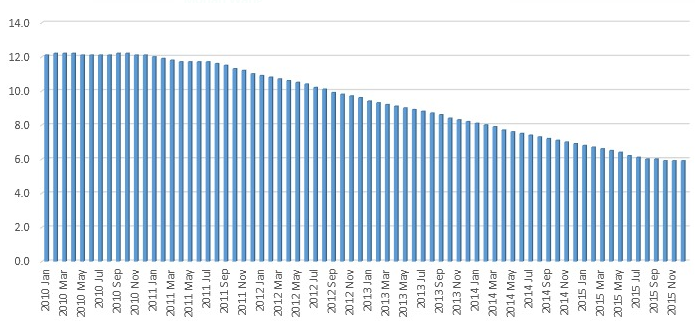 14.0
12.0
10.0
8.0
6.0
4.0
2.0
0.0
2010 Jan
2010 Mar
2010 May
2010 Jul
2010 Sep
2010 Nov
2011 Jan
2011 Mar
2011 May
2011 Jul
2011 Sep
2011 Nov
2012 Jan
2012 Mar
2012 May
2012 Jul
2012 Sep
2012 Nov
2013 Jan
2013 Mar
2013 May
2013 Jul
2013 Sep
2013 Nov
2014 Jan
2014 Mar
2014 May
2014 Jul
2014 Sep
2014 Nov
2015 Jan
2015 Mar
2015 May
2015 Jul
2015 Sep
2015 Nov